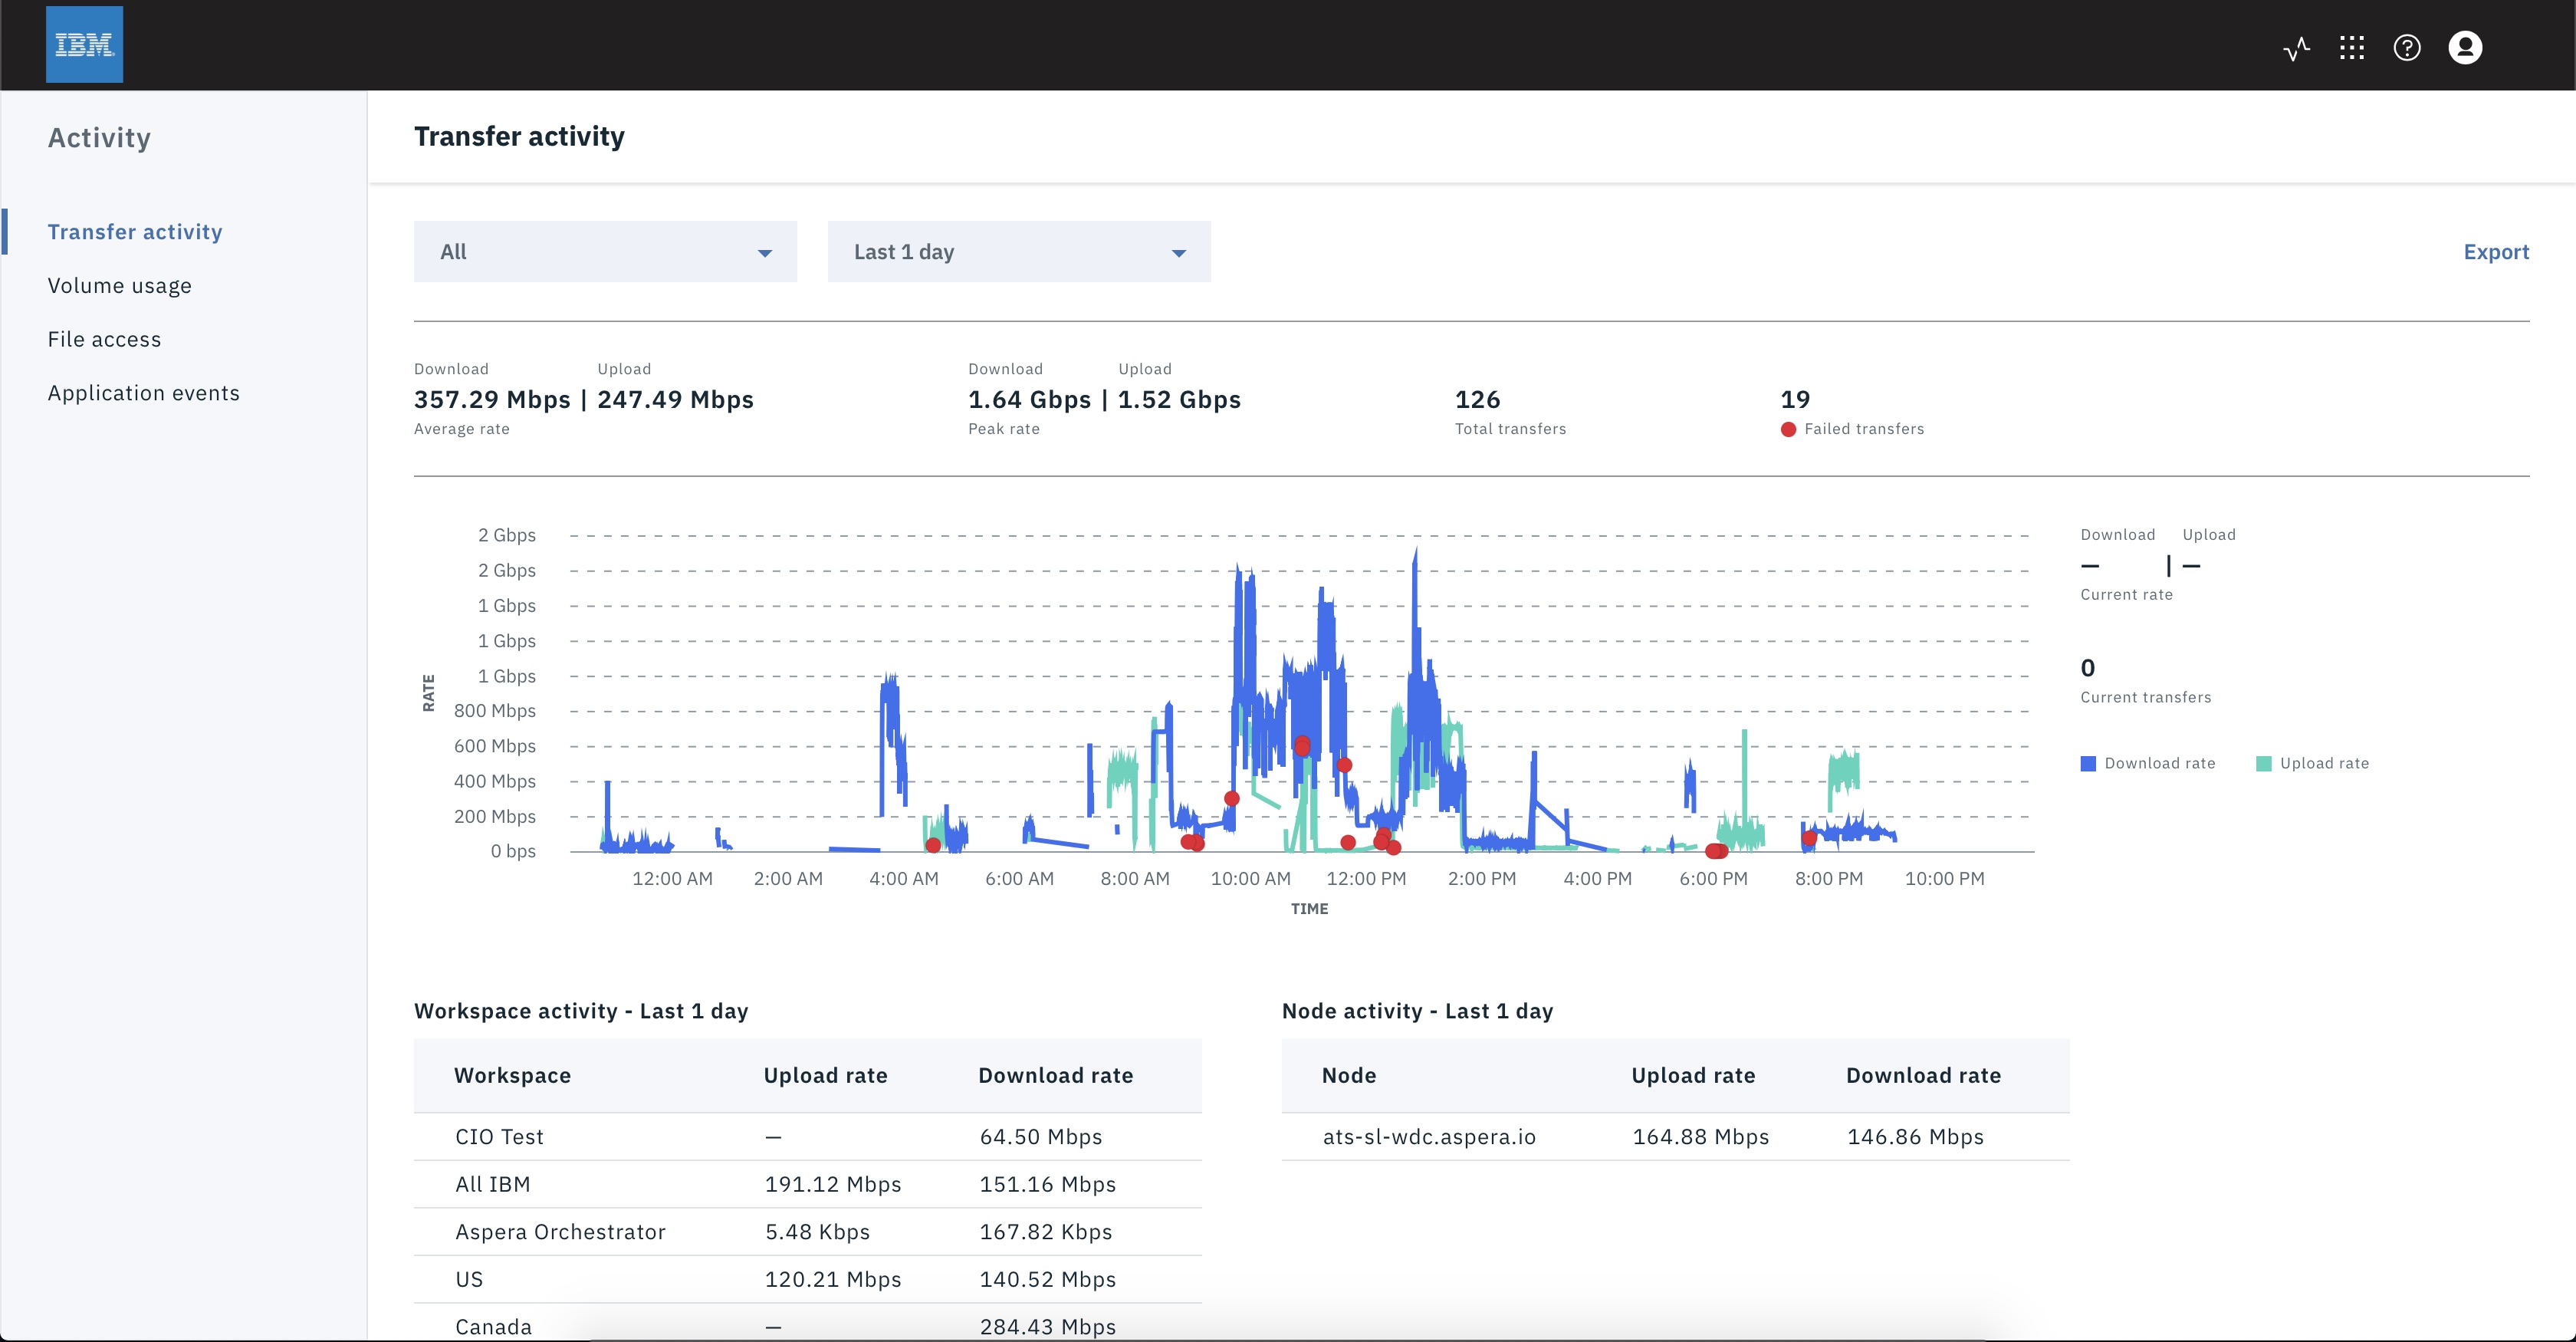 IBM
Activity
Transfer activity
Volume usage
File access
Application events
Transfer activity
All
Last 1 day
Export
Download Upload
357.29 Mbps | 247.49 Mbps
Average rate
Download Upload
1.64 Gbps | 1.52 Gbps
Peak rate
126
Total transfers
19
Failed transfers
RATE
2 Gbps
2 Gbps
1 Gbps
1 Gbps
1 Gbps
800 Mbps
600 Mbps
400 Mbps
200 Mbps
0 bps
12:00 AM 2:00 AM 4:00 AM 6:00 AM 8:00 AM 10:00 AM 12:00 PM 2:00 PM 4:00 PM 6:00 PM 8:00 PM 10:00 PM
TIME
Download Upload
— | —
Current rate
0
Current transfers
Download rate Upload rate
Workspace activity - Last 1 day
Workspace Upload rate Download rate
CIO Test — 64.50 Mbps
All IBM 191.12 Mbps 151.16 Mbps
Aspera Orchestrator 5.48 Kbps 167.82 Kbps
US 120.21 Mbps 140.52 Mbps
Canada — 284.43 Mbps
Node activity - Last 1 day
Node Upload rate Download rate
ats-sl-wdc.aspera.io 164.88 Mbps 146.86 Mbps